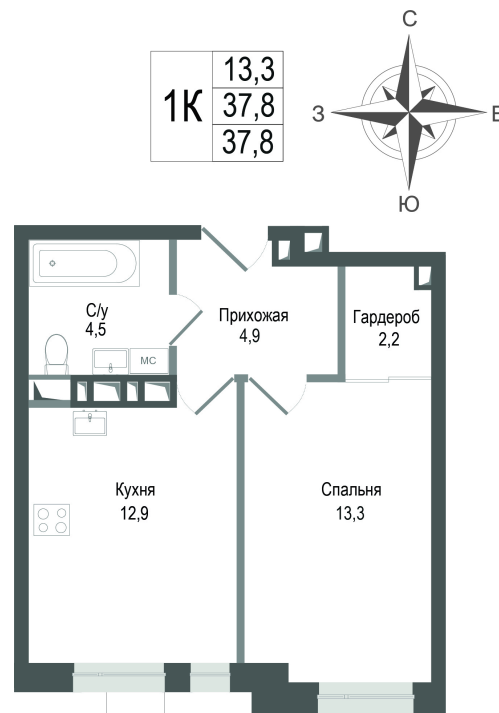 1К
13,3
37,8
37,8
С
З
В
Ю
С/у
4,5
Прихожая
4,9
Гардероб
2,2
МС
Кухня
12,9
Спальня
13,3